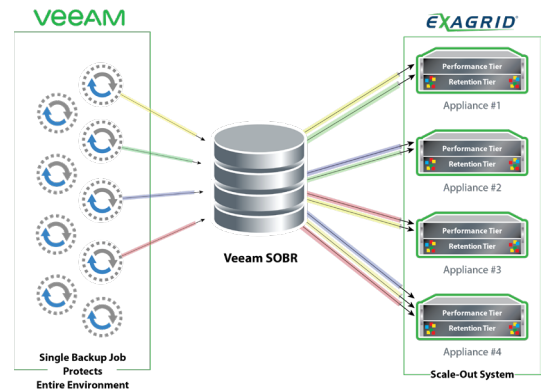 VEEAM
EXAGRID®
Performance Tier
Retention Tier
Appliance #1
Performance Tier
Retention Tier
Appliance #2
Performance Tier
Retention Tier
Appliance #3
Performance Tier
Retention Tier
Appliance #4
Veeam SOBR
Single Backup Job
Protects
Entire Environment
Scale-Out System